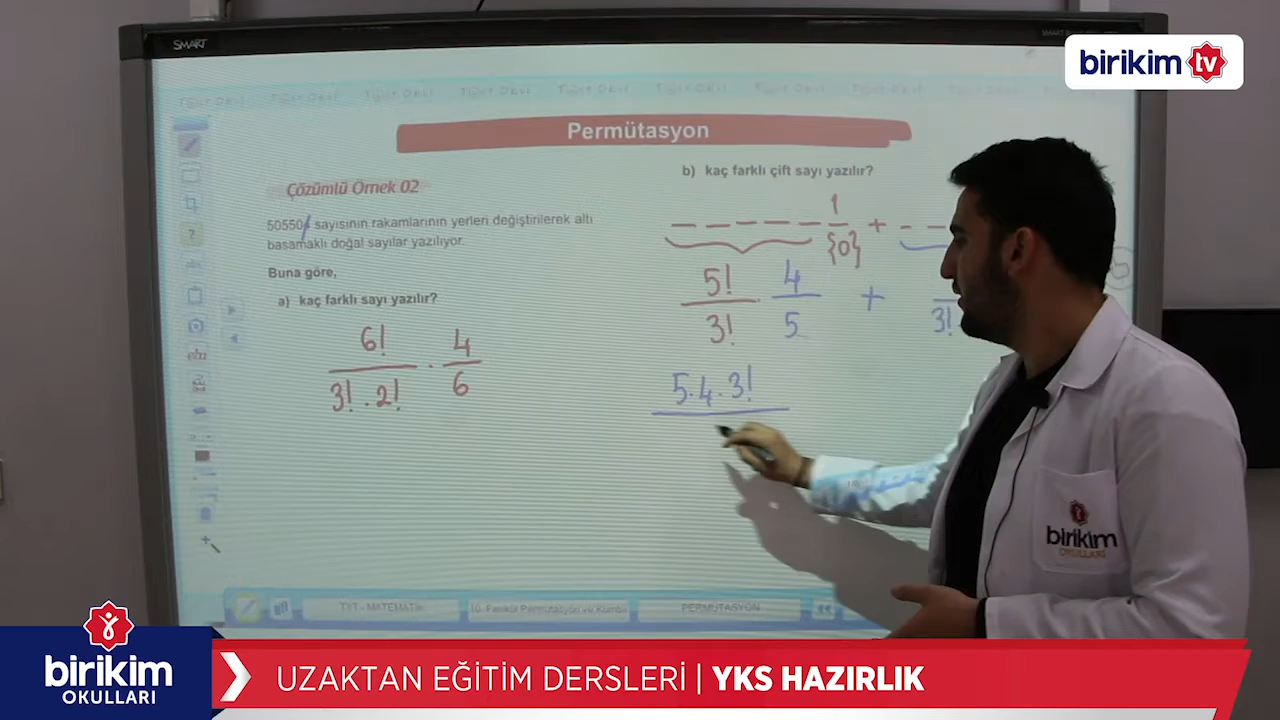 SMART
birikim tv
Permütasyon
Çözümlü Örnek 02
505504 sayısının rakamlarının yerleri değiştirilerek altı
basamaklı doğal sayılar yazılıyor.
Buna göre,
a) kaç farklı sayı yazılır?
6!
3! . 2!
. 4
6
b) kaç farklı çift sayı yazılır?
1
+
{0}
5!
3!
. 4
5
+
3!
5.4.3!
TYT - MATEMATİK
PERMÜTASYON
birikim
OKULLARI
birikim
OKULLARI
UZAKTAN EĞİTİM DERSLERİ | YKS HAZIRLIK